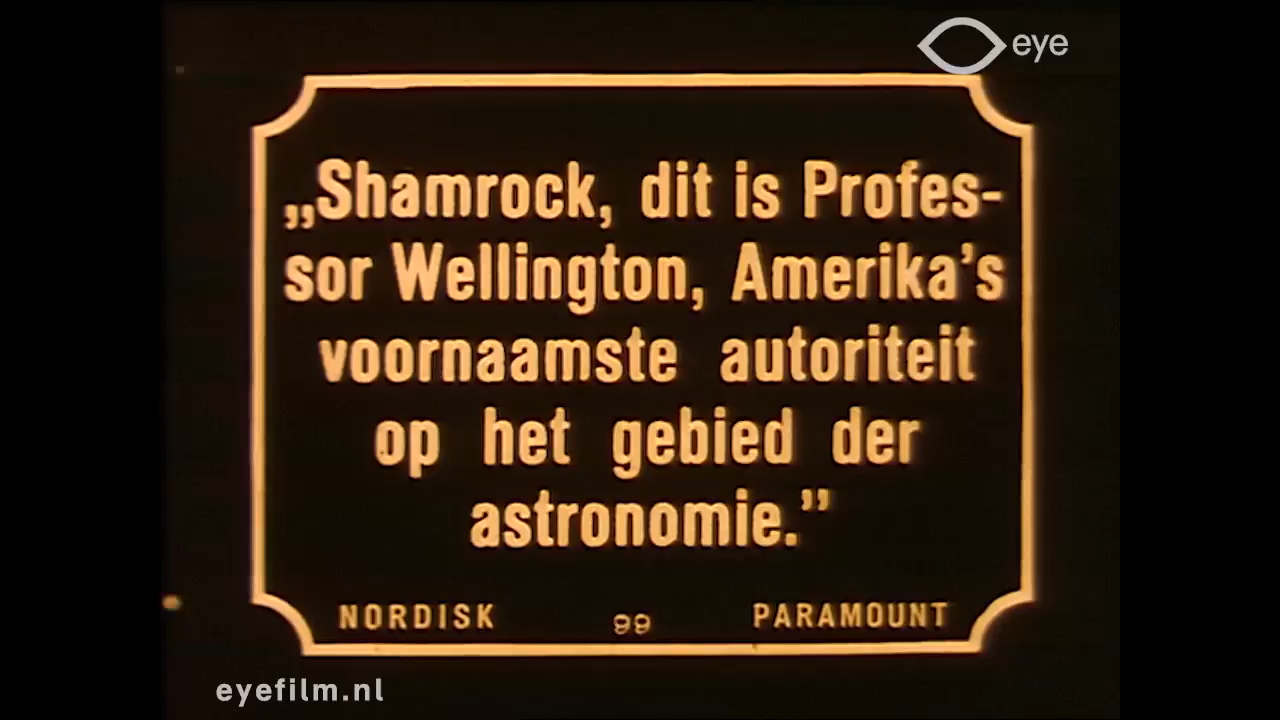 eye
„Shamrock, dit is Profes-
sor Wellington, Amerika's
voornaamste autoriteit
op het gebied der
astronomie."
NORDISK 99 PARAMOUNT
eyefilm.nl